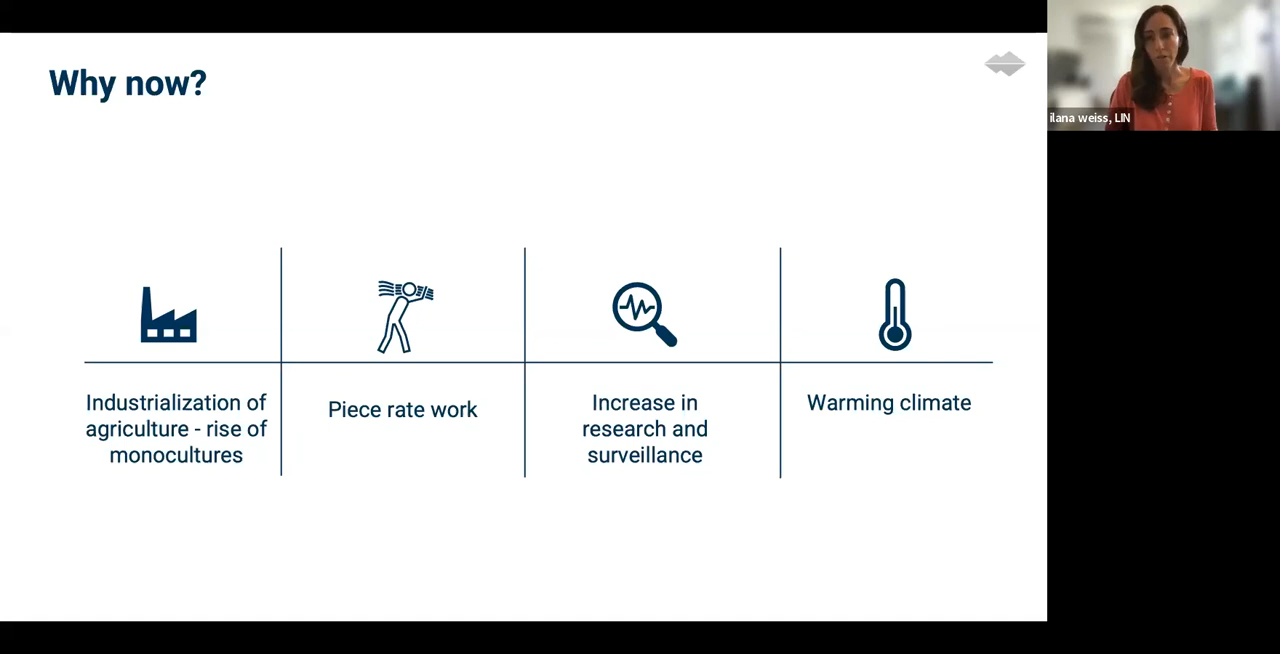 Why now?
ilana weiss, LIN
Industrialization of
agriculture - rise of
monocultures
Piece rate work
Increase in
research and
surveillance
Warming climate